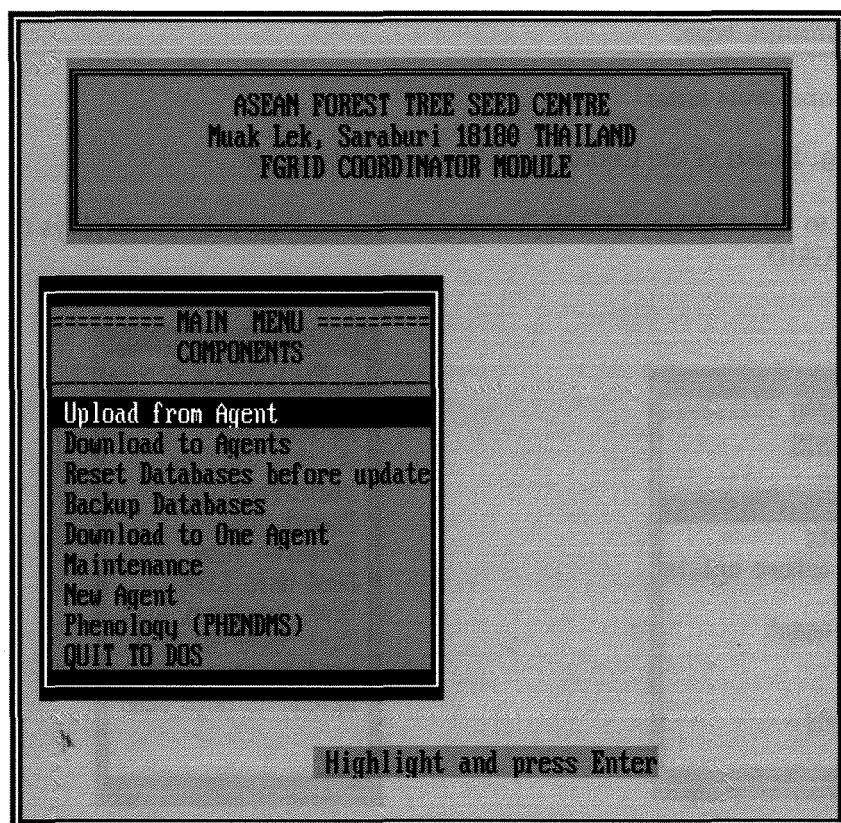 ASEAN FOREST TREE SEED CENTRE
Muak Lek, Saraburi 18180 THAILAND
FGRID COORDINATOR MODULE
========= MAIN MENU =========
COMPONENTS
Upload from Agent
Download to Agents
Reset Databases before update
Backup Databases
Download to One Agent
Maintenance
New Agent
Phenology (PHENDMS)
QUIT TO DOS
Highlight and press Enter